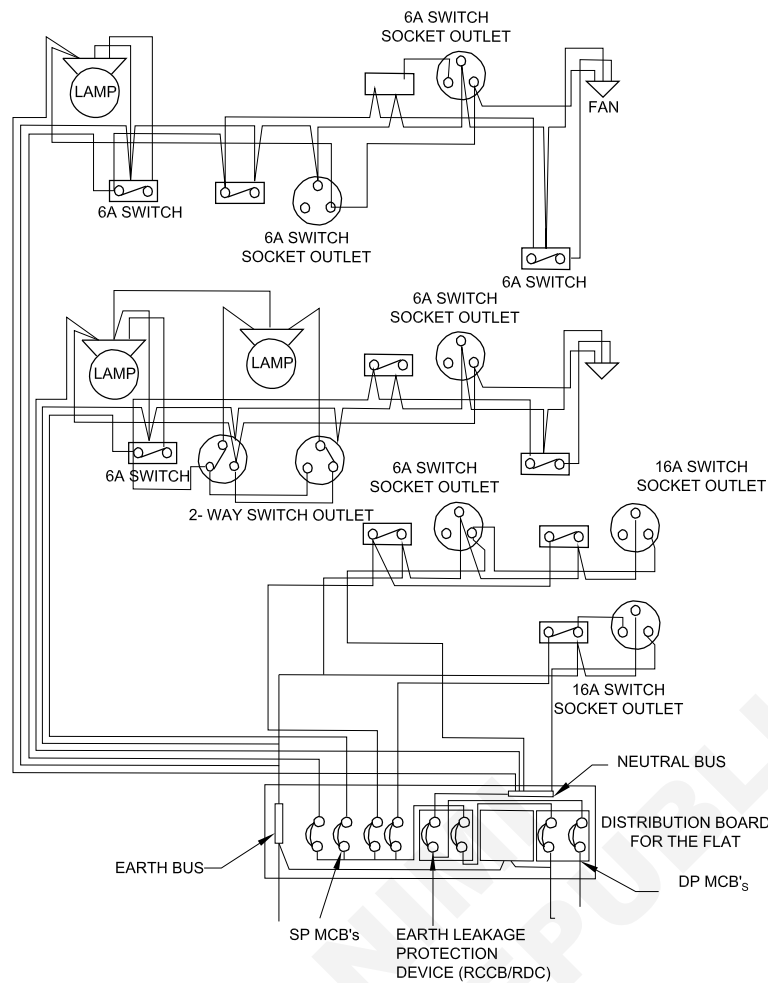 6A SWITCH
SOCKET OUTLET
LAMP
FAN
6A SWITCH
6A SWITCH
SOCKET OUTLET
6A SWITCH
6A SWITCH
SOCKET OUTLET
LAMP
LAMP
6A SWITCH
2- WAY SWITCH OUTLET
6A SWITCH
SOCKET OUTLET
16A SWITCH
SOCKET OUTLET
16A SWITCH
SOCKET OUTLET
NEUTRAL BUS
DISTRIBUTION BOARD
FOR THE FLAT
EARTH BUS
DP MCB's
SP MCB's
EARTH LEAKAGE
PROTECTION
DEVICE (RCCB/RDC)
NIMI
REPUBLI